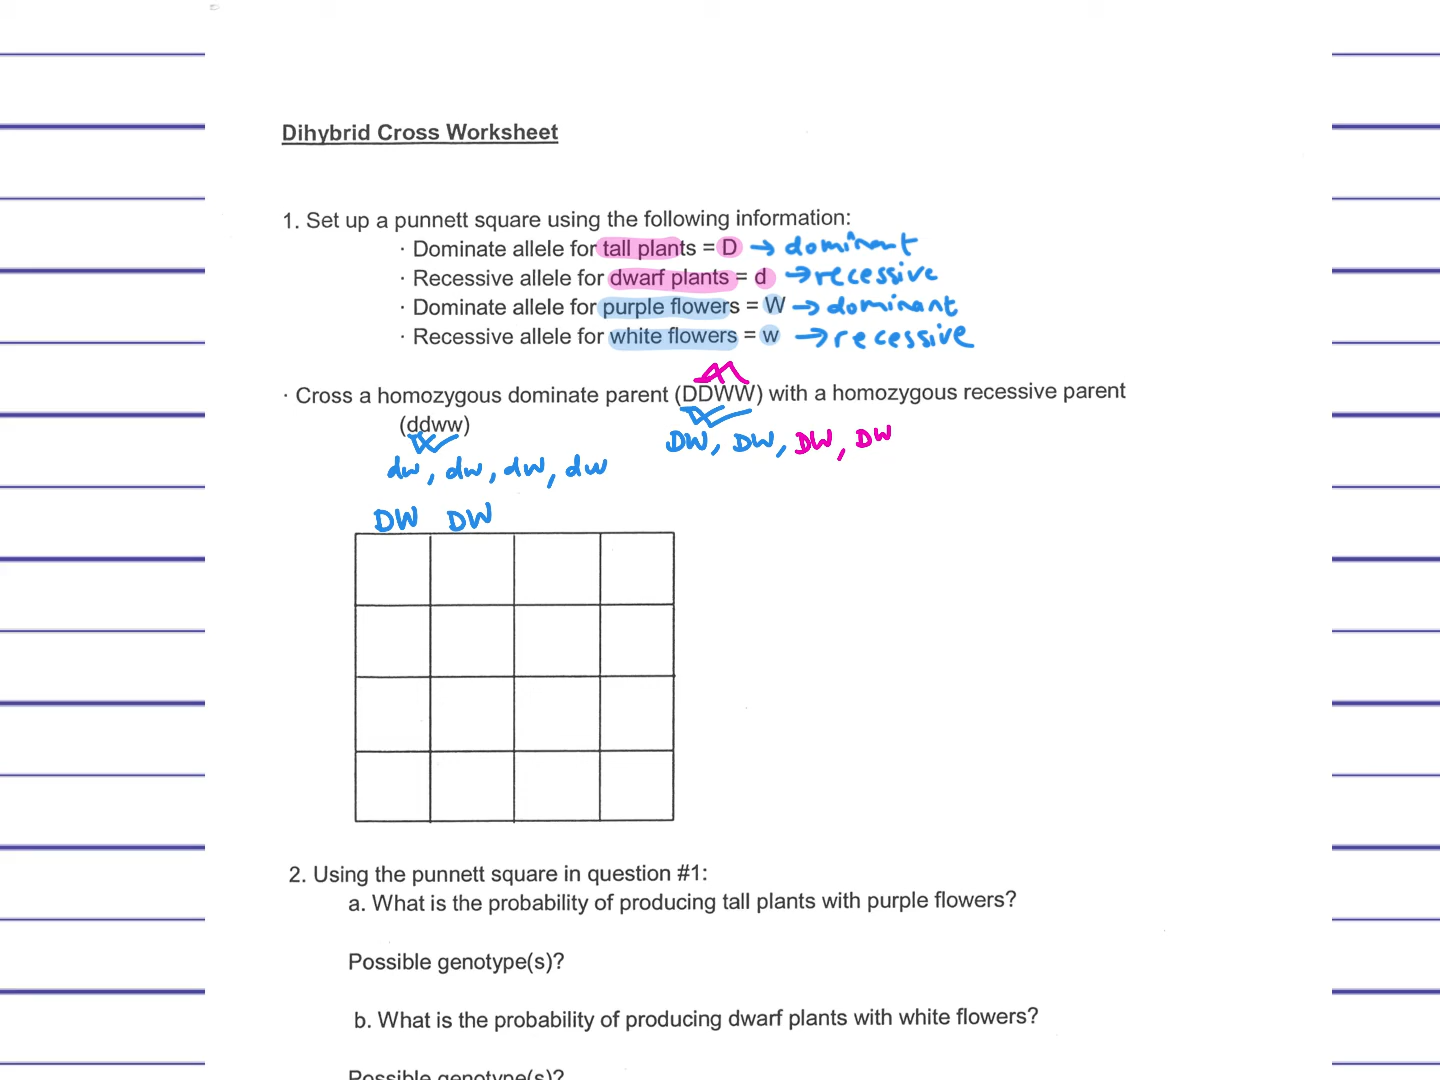 Dihybrid Cross Worksheet
1. Set up a punnett square using the following information:
· Dominate allele for tall plants = D → dominant
· Recessive allele for dwarf plants = d → recessive
· Dominate allele for purple flowers = W → dominant
· Recessive allele for white flowers = w → recessive
· Cross a homozygous dominate parent (DDWW) with a homozygous recessive parent
(ddww)
DW, DW, DW, DW
dw, dw, dw, dw
DW DW
2. Using the punnett square in question #1:
a. What is the probability of producing tall plants with purple flowers?
Possible genotype(s)?
b. What is the probability of producing dwarf plants with white flowers?
Possible genotype(s)?